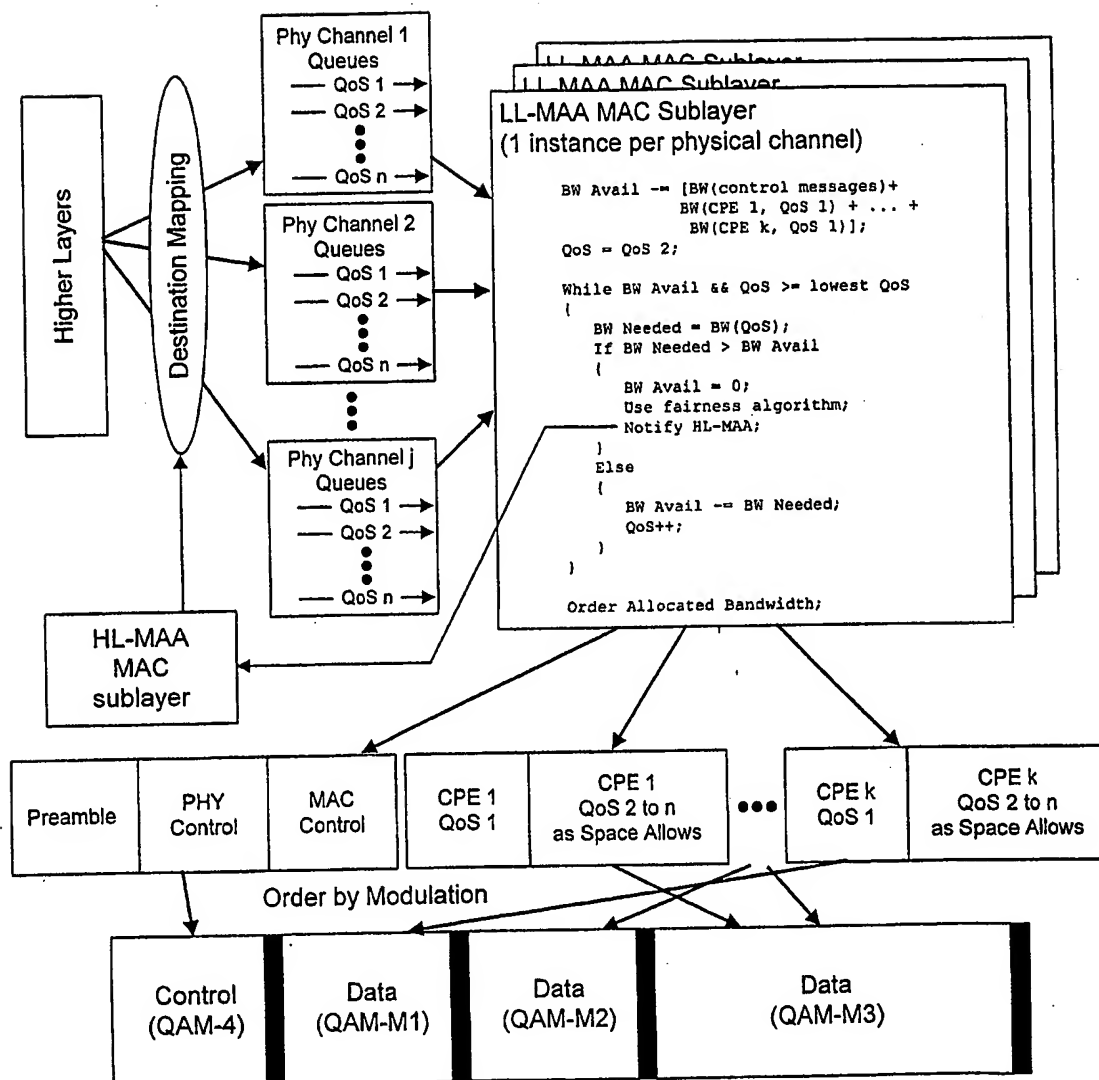 Higher Layers
Destination Mapping
Phy Channel 1
Queues
QoS 1
QoS 2
QoS n
Phy Channel 2
Queues
QoS 1
QoS 2
QoS n
Phy Channel j
Queues
QoS 1
QoS 2
QoS n
HL-MAA
MAC
sublayer
LL-MAA MAC Sublayer
LL-MAA MAC Sublayer
LL-MAA MAC Sublayer
(1 instance per physical channel)
BW Avail -= [BW(control messages)+
BW(CPE 1, QoS 1) + ... +
BW(CPE k, QoS 1)];
QoS = QoS 2;
While BW Avail && QoS >= lowest QoS
{
BW Needed = BW(QoS);
If BW Needed > BW Avail
{
BW Avail = 0;
Use fairness algorithm;
Notify HL-MAA;
}
Else
{
BW Avail -= BW Needed;
QoS++;
}
}
Order Allocated Bandwidth;
Preamble
PHY
Control
MAC
Control
CPE 1
QoS 1
CPE 1
QoS 2 to n
as Space Allows
CPE k
QoS 1
CPE k
QoS 2 to n
as Space Allows
Order by Modulation
Control
(QAM-4)
Data
(QAM-M1)
Data
(QAM-M2)
Data
(QAM-M3)